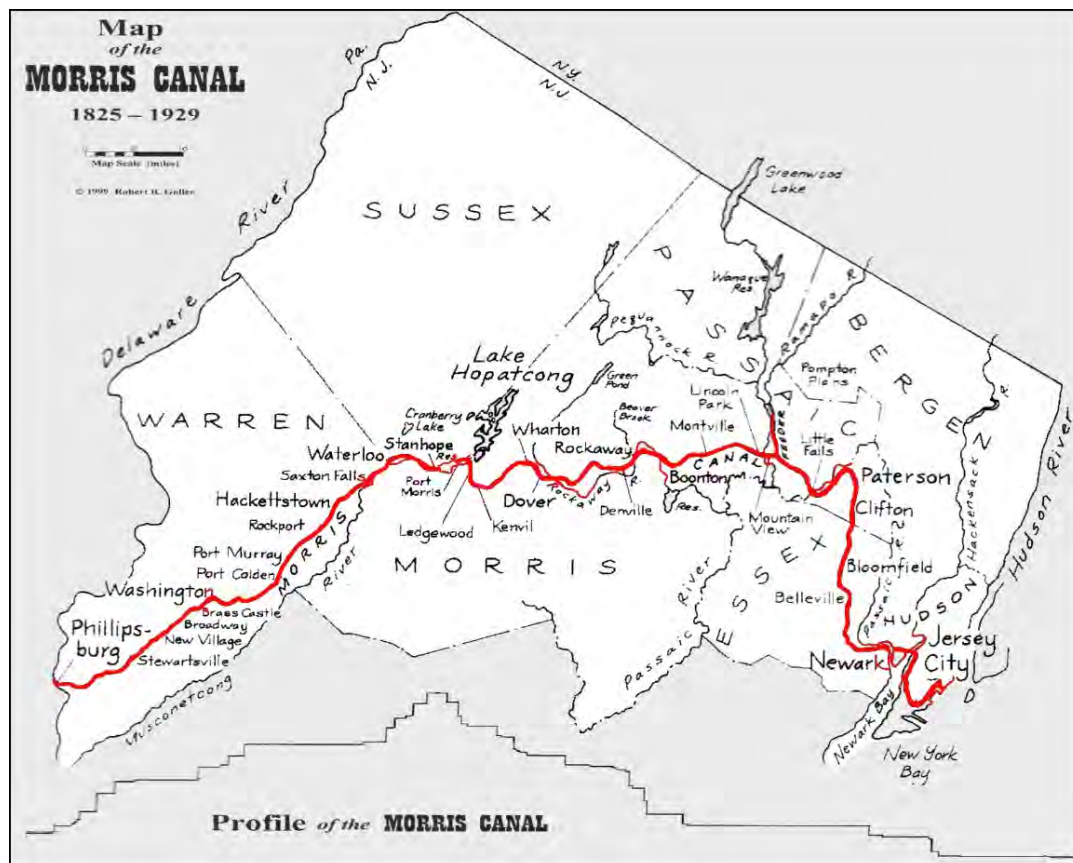 Map
of the
MORRIS CANAL
1825 – 1929
Map Scale (miles)
© 1999 Robert R. Goller
Pa.
N.J.
N.Y.
N.J.
Delaware River
SUSSEX
WARREN
MORRIS
PASSAIC
BERGEN
ESSEX
HUDSON
Greenwood
Lake
Wanaque
Res.
Ramapo R.
Pequannock R.
Pompton
Plains
FEEDER
Lake
Hopatcong
Cranberry
Lake
Green
Pond
Beaver
Brook
Lincoln
Park
Little
Falls
Waterloo
Stanhope
Res.
Wharton
Rockaway
Montville
Saxton Falls
Port
Morris
Hackettstown
Rockport
Ledgewood
Kenvil
Dover
Rockaway R.
Denville
MORRIS
CANAL
Boonton
Res.
Mountain
View
Paterson
Clifton
Port Murray
Port Colden
Washington
Brass Castle
Broadway
New Village
Stewartsville
Phillips-
burg
Musconetcong River
Passaic River
Bloomfield
Belleville
Passaic R.
Hackensack R.
Hudson River
Newark
Jersey
City
Newark Bay
New York
Bay
Profile of the MORRIS CANAL